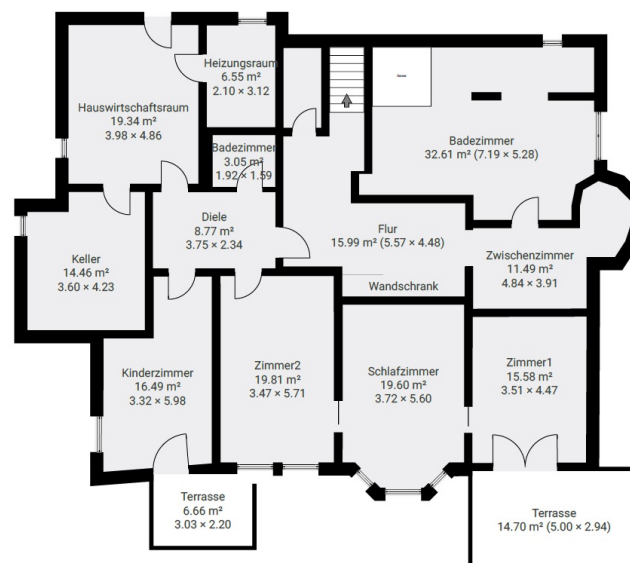 Heizungsraum
6.55 m²
2.10 × 3.12
Hauswirtschaftsraum
19.34 m²
3.98 × 4.86
Badezimmer
32.61 m² (7.19 × 5.28)
Badezimmer
3.05 m²
1.92 × 1.59
Diele
8.77 m²
3.75 × 2.34
Flur
15.99 m² (5.57 × 4.48)
Keller
14.46 m²
3.60 × 4.23
Zwischenzimmer
11.49 m²
4.84 × 3.91
Wandschrank
Kinderzimmer
16.49 m²
3.32 × 5.98
Zimmer2
19.81 m²
3.47 × 5.71
Schlafzimmer
19.60 m²
3.72 × 5.60
Zimmer1
15.58 m²
3.51 × 4.47
Terrasse
6.66 m²
3.03 × 2.20
Terrasse
14.70 m² (5.00 × 2.94)